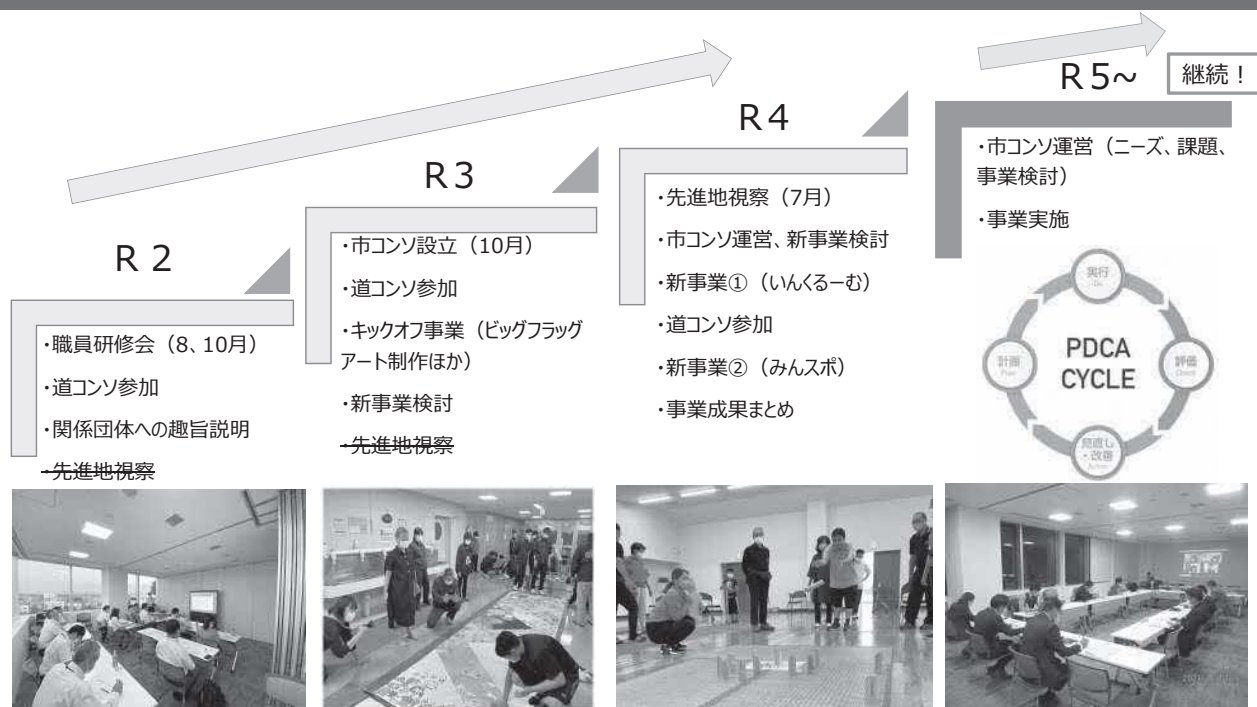 R 2
・職員研修会（8、10月）
・道コンソ参加
・関係団体への趣旨説明
・先進地視察
R3
・市コンソ設立（10月）
・道コンソ参加
・キックオフ事業（ビッグフラッグ
アート制作ほか）
・新事業検討
・先進地視察
R4
・先進地視察（7月）
・市コンソ運営、新事業検討
・新事業①（いんくるーむ）
・道コンソ参加
・新事業②（みんスポ）
・事業成果まとめ
R 5~
継続！
・市コンソ運営（ニーズ、課題、
事業検討）
・事業実施
実行
Do
計画
Plan
PDCA
CYCLE
評価
Check
見直し
・改善
Action